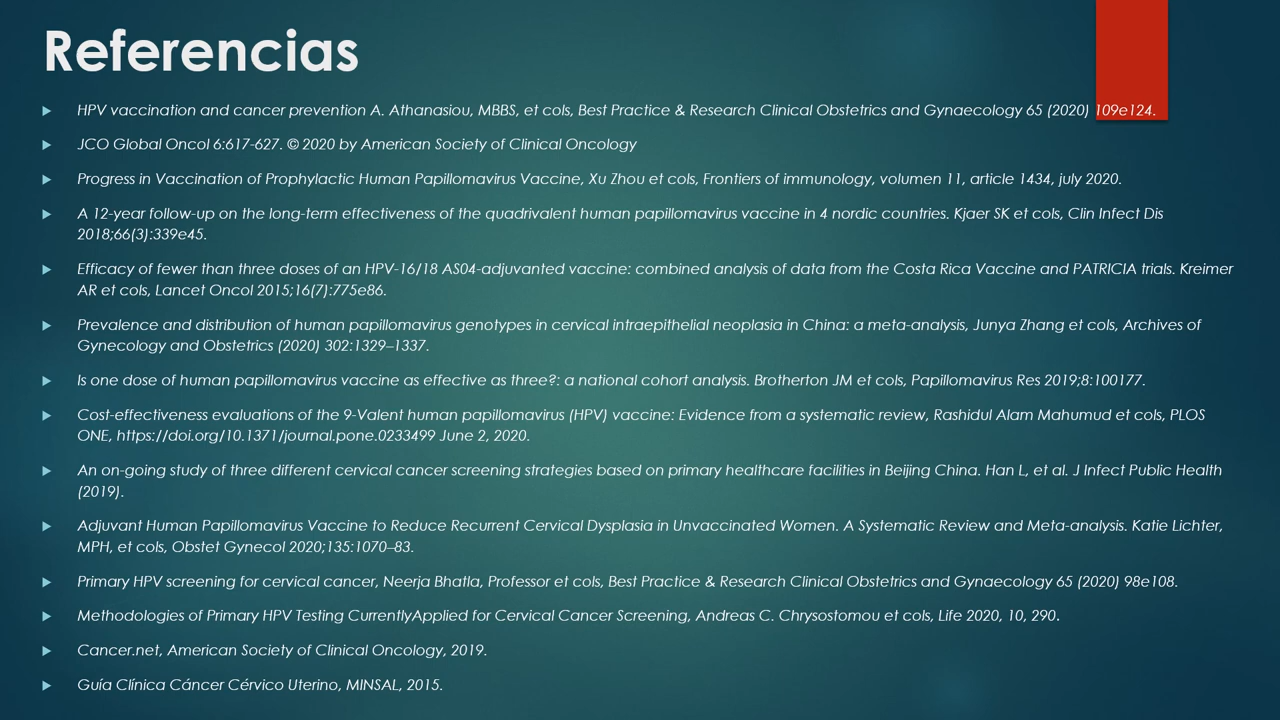 Referencias
HPV vaccination and cancer prevention A. Athanasiou, MBBS, et cols, Best Practice & Research Clinical Obstetrics and Gynaecology 65 (2020) 109e124.
JCO Global Oncol 6:617-627. © 2020 by American Society of Clinical Oncology
Progress in Vaccination of Prophylactic Human Papillomavirus Vaccine, Xu Zhou et cols, Frontiers of immunology, volumen 11, article 1434, july 2020.
A 12-year follow-up on the long-term effectiveness of the quadrivalent human papillomavirus vaccine in 4 nordic countries. Kjaer SK et cols, Clin Infect Dis
2018;66(3):339e45.
Efficacy of fewer than three doses of an HPV-16/18 AS04-adjuvanted vaccine: combined analysis of data from the Costa Rica Vaccine and PATRICIA trials. Kreimer
AR et cols, Lancet Oncol 2015;16(7):775e86.
Prevalence and distribution of human papillomavirus genotypes in cervical intraepithelial neoplasia in China: a meta-analysis, Junya Zhang et cols, Archives of
Gynecology and Obstetrics (2020) 302:1329–1337.
Is one dose of human papillomavirus vaccine as effective as three?: a national cohort analysis. Brotherton JM et cols, Papillomavirus Res 2019;8:100177.
Cost-effectiveness evaluations of the 9-Valent human papillomavirus (HPV) vaccine: Evidence from a systematic review, Rashidul Alam Mahumud et cols, PLOS
ONE, https://doi.org/10.1371/journal.pone.0233499 June 2, 2020.
An on-going study of three different cervical cancer screening strategies based on primary healthcare facilities in Beijing China. Han L, et al. J Infect Public Health
(2019).
Adjuvant Human Papillomavirus Vaccine to Reduce Recurrent Cervical Dysplasia in Unvaccinated Women. A Systematic Review and Meta-analysis. Katie Lichter,
MPH, et cols, Obstet Gynecol 2020;135:1070–83.
Primary HPV screening for cervical cancer, Neerja Bhatla, Professor et cols, Best Practice & Research Clinical Obstetrics and Gynaecology 65 (2020) 98e108.
Methodologies of Primary HPV Testing CurrentlyApplied for Cervical Cancer Screening, Andreas C. Chrysostomou et cols, Life 2020, 10, 290.
Cancer.net, American Society of Clinical Oncology, 2019.
Guía Clínica Cáncer Cérvico Uterino, MINSAL, 2015.